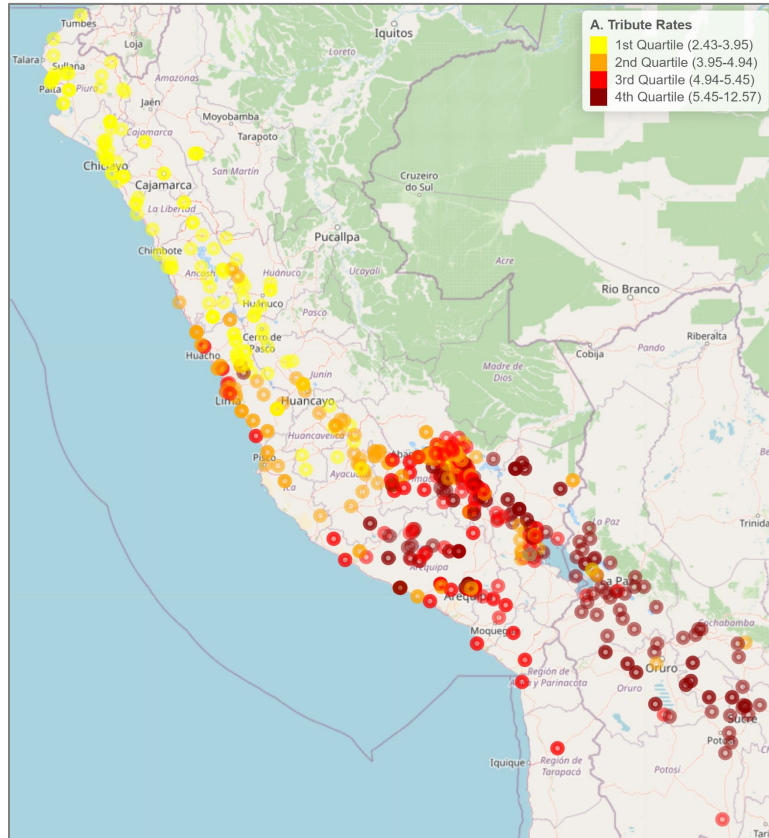 A. Tribute Rates
1st Quartile (2.43-3.95)
2nd Quartile (3.95-4.94)
3rd Quartile (4.94-5.45)
4th Quartile (5.45-12.57)
Tumbes
Loja
Iquitos
Loreto
Talara
Sullana
Paita
Piura
Amazonas
Jaén
Moyobamba
Tarapoto
Cajamarca
Chiclayo
Cajamarca
San Martín
Cruzeiro
do Sul
La Libertad
Pucallpa
Chimbote
Ancash
Huánuco
Ucayali
Acre
Huánuco
Rio Branco
Pasco
Cerro de
Pasco
Riberalta
Huacho
Cobija
Pando
Junín
Madre de
Dios
Lima
Huancayo
Huancavelica
Pisco
Ica
La Paz
Trinidad
Arequipa
La Paz
Arequipa
Cochabamba
Moquegua
Oruro
Región de
Arica y Parinacota
Oruro
Sucre
Potosí
Iquique
Región de
Tarapacá
Potosí